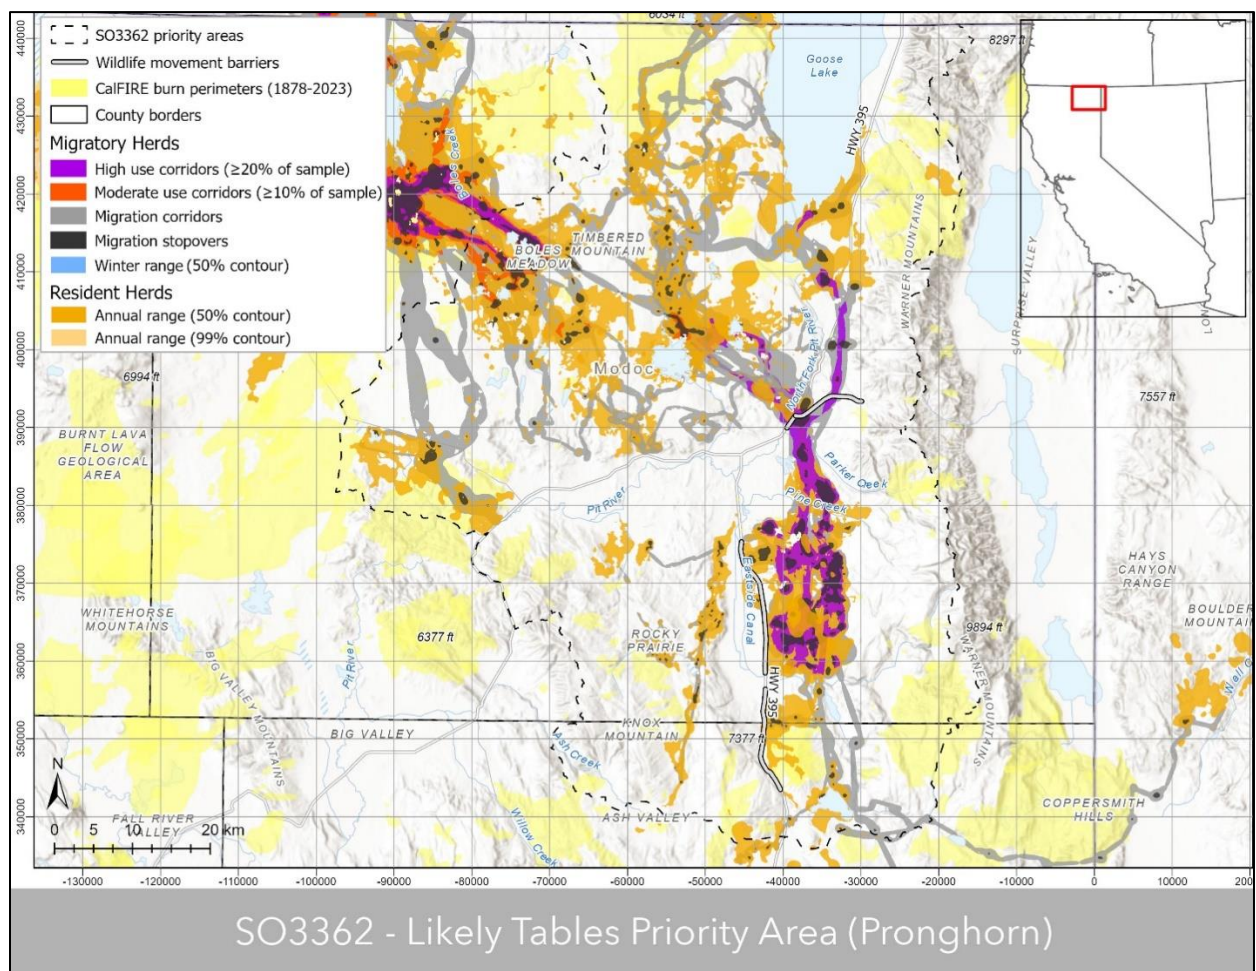 SO3362 priority areas
Wildlife movement barriers
CalFIRE burn perimeters (1878-2023)
County borders
Migratory Herds
High use corridors (≥20% of sample)
Moderate use corridors (≥10% of sample)
Migration corridors
Migration stopovers
Winter range (50% contour)
Resident Herds
Annual range (50% contour)
Annual range (99% contour)
6034 ft
8297 ft
Goose
Lake
HWY 395
Boles Creek
440000
430000
420000
410000
400000
390000
380000
370000
360000
350000
340000
TIMBERED
MOUNTAIN
BOLES
MEADOW
WARNER MOUNTAINS
SURPRISE VALLEY
Modoc
North Fork Pit River
6994 ft
7557 ft
BURNT LAVA
FLOW
GEOLOGICAL
AREA
Parker Creek
Pine Creek
Pit River
Eastside Canal
HAYS
CANYON
RANGE
BOULDER
MOUNTAIN
WHITEHORSE
MOUNTAINS
6377 ft
ROCKY
PRAIRIE
9894 ft
WARNER MOUNTAINS
Pit River
BIG VALLEY MOUNTAINS
HWY 395
KNOX
MOUNTAIN
7377 ft
BIG VALLEY
Ash Creek
N
0 5 10 20 km
FALL RIVER
VALLEY
ASH VALLEY
Willow Creek
COPPERSMITH
HILLS
-130000 -120000 -110000 -100000 -90000 -80000 -70000 -60000 -50000 -40000 -30000 -20000 -10000 0 10000 20
SO3362 - Likely Tables Priority Area (Pronghorn)